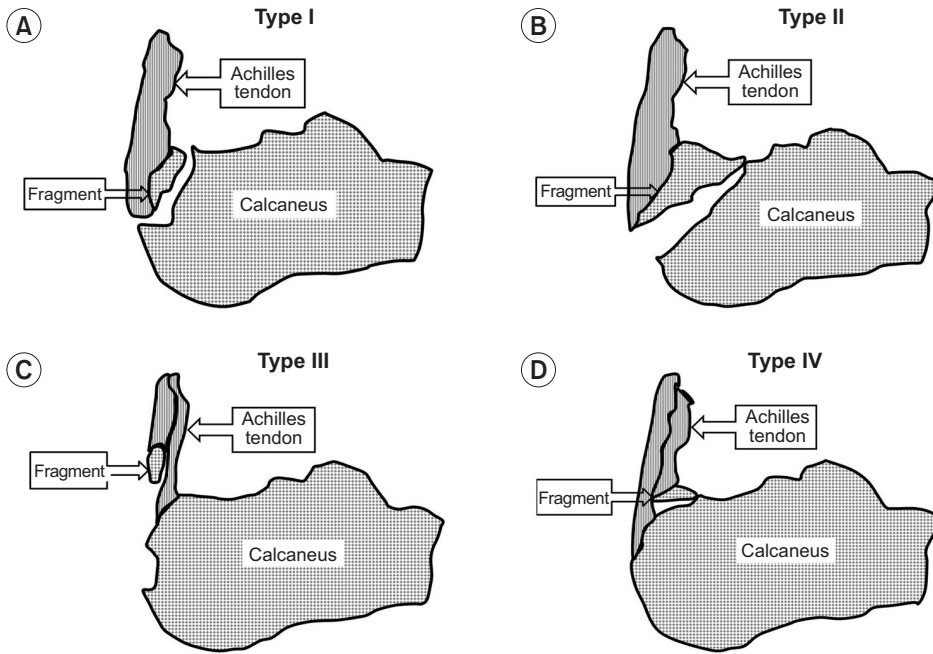 A
Type I
Achilles
tendon
Fragment
Calcaneus
B
Type II
Achilles
tendon
Fragment
Calcaneus
C
Type III
Achilles
tendon
Fragment
Calcaneus
D
Type IV
Achilles
tendon
Fragment
Calcaneus